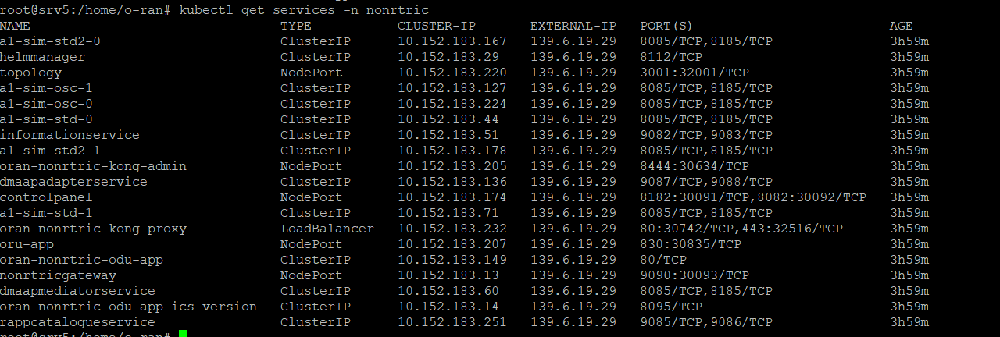 root@srv5:/home/o-ran# kubectl get services -n nonrtric
NAME TYPE CLUSTER-IP EXTERNAL-IP PORT(S) AGE
a1-sim-std2-0 ClusterIP 10.152.183.167 139.6.19.29 8085/TCP,8185/TCP 3h59m
helmmanager ClusterIP 10.152.183.29 139.6.19.29 8112/TCP 3h59m
topology NodePort 10.152.183.220 139.6.19.29 3001:32001/TCP 3h59m
a1-sim-osc-1 ClusterIP 10.152.183.127 139.6.19.29 8085/TCP,8185/TCP 3h59m
a1-sim-osc-0 ClusterIP 10.152.183.224 139.6.19.29 8085/TCP,8185/TCP 3h59m
a1-sim-std-0 ClusterIP 10.152.183.44 139.6.19.29 8085/TCP,8185/TCP 3h59m
informationservice ClusterIP 10.152.183.51 139.6.19.29 9082/TCP,9083/TCP 3h59m
a1-sim-std2-1 ClusterIP 10.152.183.178 139.6.19.29 8085/TCP,8185/TCP 3h59m
oran-nonrtric-kong-admin NodePort 10.152.183.205 139.6.19.29 8444:30634/TCP 3h59m
dmaapadapterservice ClusterIP 10.152.183.136 139.6.19.29 9087/TCP,9088/TCP 3h59m
controlpanel NodePort 10.152.183.174 139.6.19.29 8182:30091/TCP,8082:30092/TCP 3h59m
a1-sim-std-1 ClusterIP 10.152.183.71 139.6.19.29 8085/TCP,8185/TCP 3h59m
oran-nonrtric-kong-proxy LoadBalancer 10.152.183.232 139.6.19.29 80:30742/TCP,443:32516/TCP 3h59m
oru-app NodePort 10.152.183.207 139.6.19.29 830:30835/TCP 3h59m
oran-nonrtric-odu-app ClusterIP 10.152.183.149 139.6.19.29 80/TCP 3h59m
nonrtricgateway NodePort 10.152.183.13 139.6.19.29 9090:30093/TCP 3h59m
dmaapmediatorservice ClusterIP 10.152.183.60 139.6.19.29 8085/TCP,8185/TCP 3h59m
oran-nonrtric-odu-app-ics-version ClusterIP 10.152.183.14 139.6.19.29 8095/TCP 3h59m
rappcatalogueservice ClusterIP 10.152.183.251 139.6.19.29 9085/TCP,9086/TCP 3h59m
root@srv5:/home/o-ran#